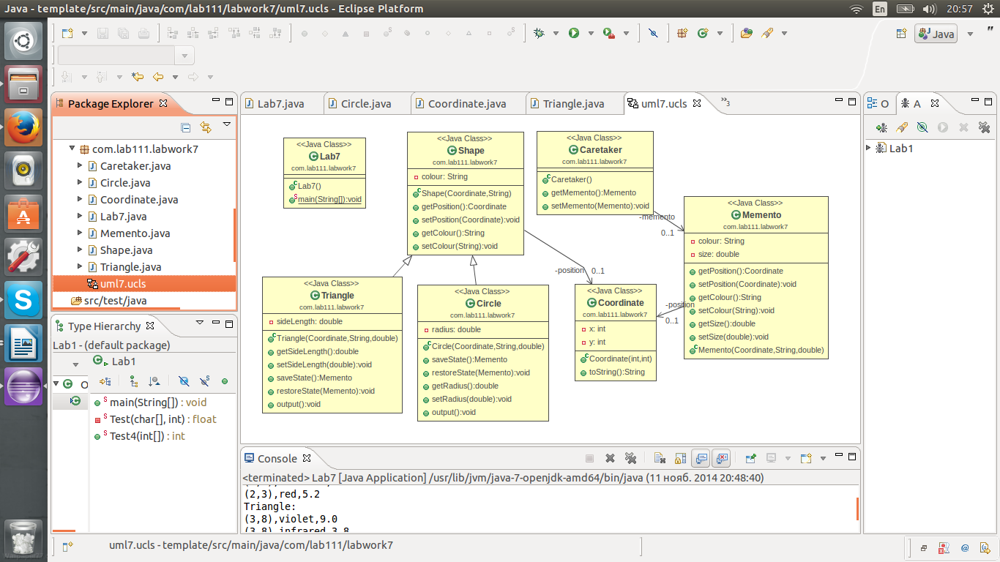 Java - template/src/main/java/com/lab111/labwork7/uml7.ucls - Eclipse Platform
En
20:57
Java
"
Package Explorer
com.lab111.labwork7
Caretaker.java
Circle.java
Coordinate.java
Lab7.java
Memento.java
Shape.java
Triangle.java
uml7.ucls
src/test/java
Type Hierarchy
Lab1 - (default package)
Lab1
O
main(String[]) : void
Test(char[], int) : float
Test4(int[]) : int
Lab7.java
Circle.java
Coordinate.java
Triangle.java
uml7.ucls
»3
<<Java Class>>
Lab7
com.lab111.labwork7
Lab7()
main(String[]):void
<<Java Class>>
Shape
com.lab111.labwork7
colour: String
Shape(Coordinate,String)
getPosition():Coordinate
setPosition(Coordinate):void
getColour():String
setColour(String):void
<<Java Class>>
Caretaker
com.lab111.labwork7
Caretaker()
getMemento():Memento
setMemento(Memento):void
-memento
0..1
<<Java Class>>
Memento
com.lab111.labwork7
colour: String
size: double
getPosition():Coordinate
setPosition(Coordinate):void
getColour():String
setColour(String):void
getSize():double
setSize(double):void
Memento(Coordinate,String,double)
<<Java Class>>
Triangle
com.lab111.labwork7
sideLength: double
Triangle(Coordinate,String,double)
getSideLength():double
setSideLength(double):void
saveState():Memento
restoreState(Memento):void
output():void
<<Java Class>>
Circle
com.lab111.labwork7
radius: double
Circle(Coordinate,String,double)
saveState():Memento
restoreState(Memento):void
getRadius():double
setRadius(double):void
output():void
-position
0..1
<<Java Class>>
Coordinate
com.lab111.labwork7
x: int
y: int
Coordinate(int,int)
toString():String
-position
0..1
O
A
Lab1
Console
<terminated> Lab7 [Java Application] /usr/lib/jvm/java-7-openjdk-amd64/bin/java (11 нояб. 2014 20:48:40)
(2,3),red,5.2
Triangle:
(3,8),violet,9.0
(3,8),infrared,3.8
uml7.ucls - template/src/main/java/com/lab111/labwork7